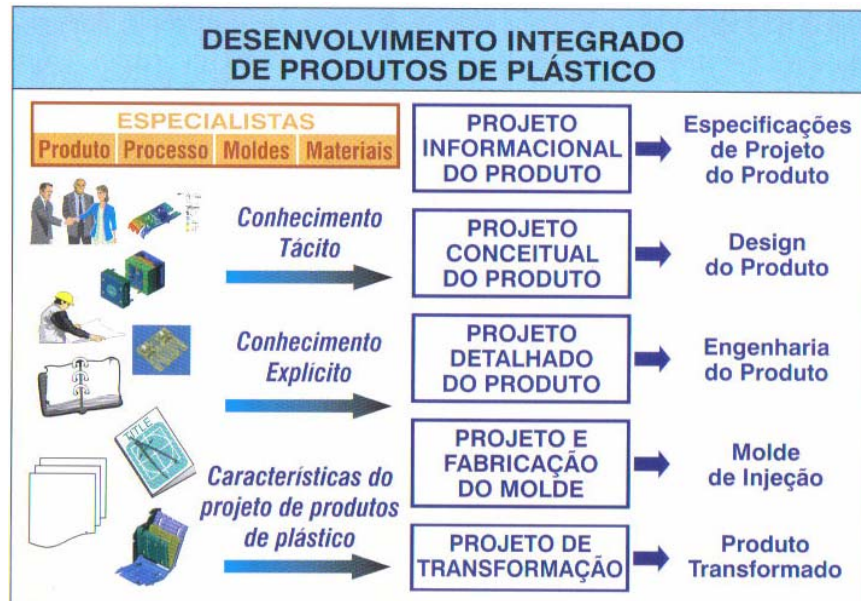 DESENVOLVIMENTO INTEGRADO
DE PRODUTOS DE PLÁSTICO
ESPECIALISTAS
Produto Processo Moldes Materiais
Conhecimento
Tácito
Conhecimento
Explícito
TITLE
Características do
projeto de produtos
de plástico
PROJETO
INFORMACIONAL
DO PRODUTO
Especificações
de Projeto
do Produto
PROJETO
CONCEITUAL
DO PRODUTO
Design
do Produto
PROJETO
DETALHADO
DO PRODUTO
Engenharia
do Produto
PROJETO E
FABRICAÇÃO
DO MOLDE
Molde
de Injeção
PROJETO DE
TRANSFORMAÇÃO
Produto
Transformado